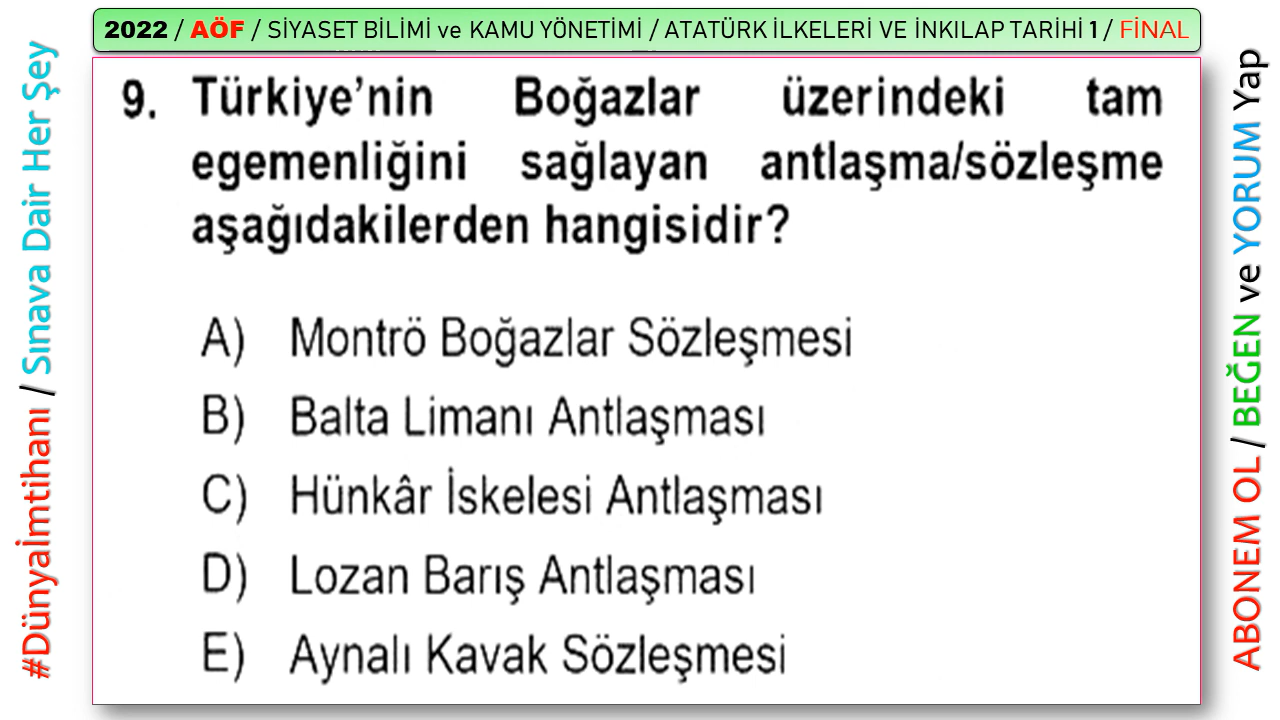 2022 / AÖF / SİYASET BİLİMİ ve KAMU YÖNETİMİ / ATATÜRK İLKELERİ VE İNKILAP TARİHİ 1 / FİNAL
#Dünyaİmtihanı / Sınava Dair Her Şey
9. Türkiye'nin Boğazlar üzerindeki tam
egemenliğini sağlayan antlaşma/sözleşme
aşağıdakilerden hangisidir?
A) Montrö Boğazlar Sözleşmesi
B) Balta Limanı Antlaşması
C) Hünkâr İskelesi Antlaşması
D) Lozan Barış Antlaşması
E) Aynalı Kavak Sözleşmesi
ABONEM OL / BEĞEN ve YORUM Yap